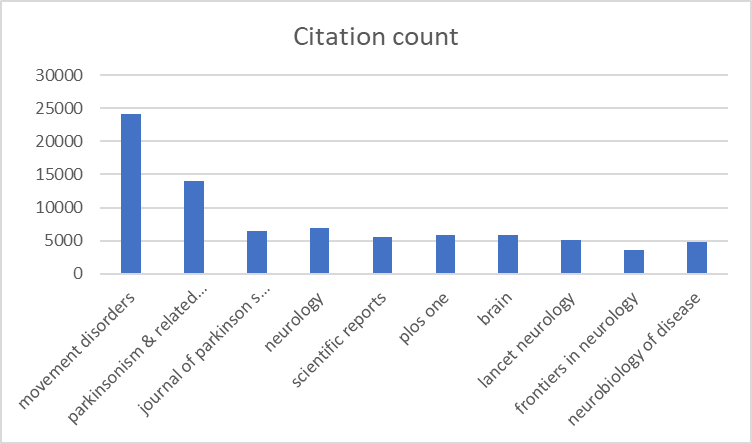 Citation count
30000
25000
20000
15000
10000
5000
0
movement disorders
parkinsonism & related...
journal of parkinson s...
neurology
scientific reports
plos one
brain
lancet neurology
frontiers in neurology
neurobiology of disease